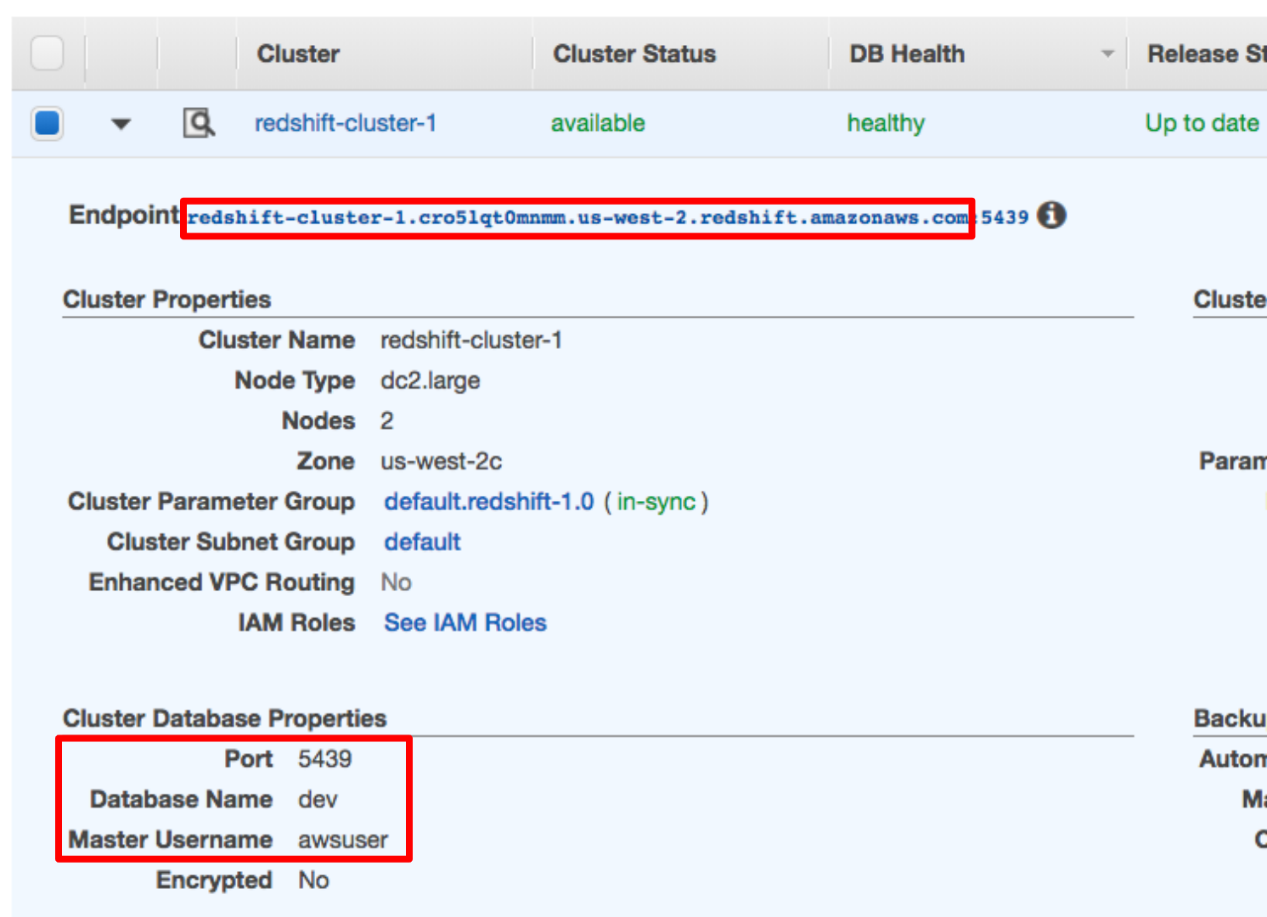 Cluster Cluster Status DB Health Release St
redshift-cluster-1 available healthy Up to date
Endpoint redshift-cluster-1.cro5lqt0mnmm.us-west-2.redshift.amazonaws.com:5439
Cluster Properties Cluste
Cluster Name redshift-cluster-1
Node Type dc2.large
Nodes 2
Zone us-west-2c Param
Cluster Parameter Group default.redshift-1.0 ( in-sync )
Cluster Subnet Group default
Enhanced VPC Routing No
IAM Roles See IAM Roles
Cluster Database Properties Backu
Port 5439 Autom
Database Name dev Ma
Master Username awsuser C
Encrypted No